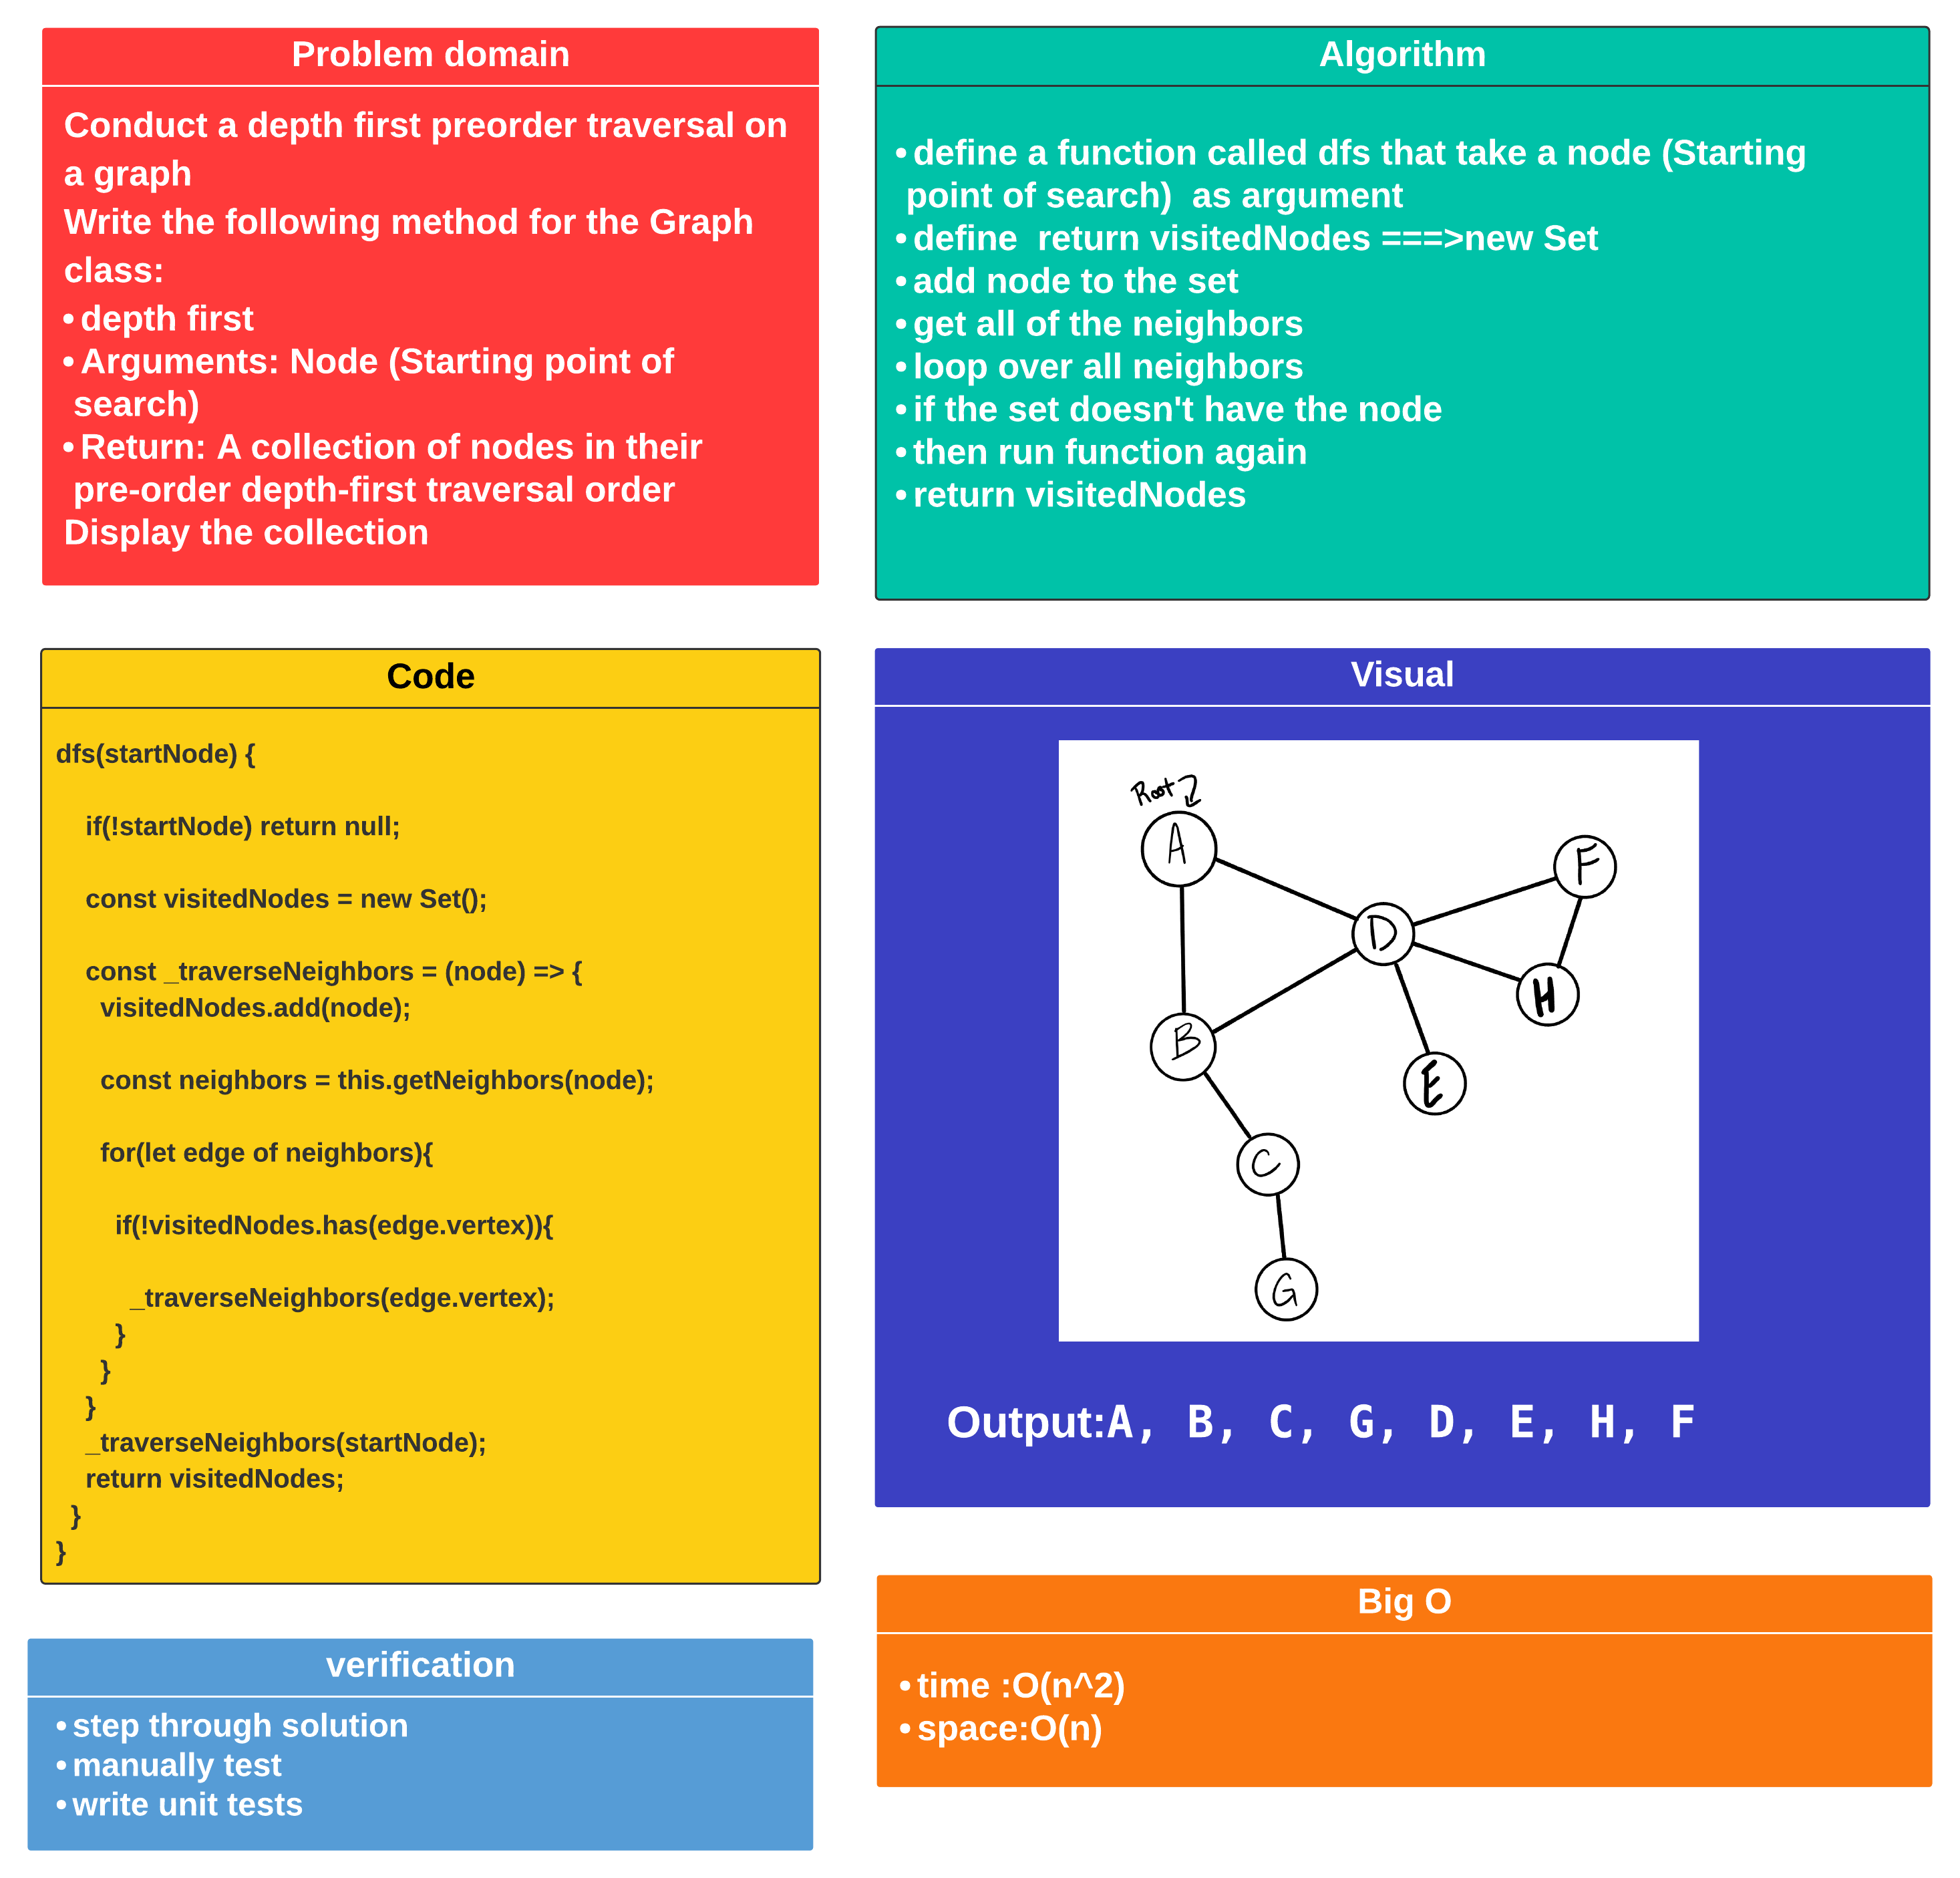 Problem domain
Conduct a depth first preorder traversal on
a graph
Write the following method for the Graph
class:
• depth first
• Arguments: Node (Starting point of
search)
• Return: A collection of nodes in their
pre-order depth-first traversal order
Display the collection
Algorithm
• define a function called dfs that take a node (Starting
point of search)  as argument
• define  return visitedNodes ===>new Set
• add node to the set
• get all of the neighbors
• loop over all neighbors
• if the set doesn't have the node
• then run function again
• return visitedNodes
Code
dfs(startNode) {
if(!startNode) return null;
const visitedNodes = new Set();
const _traverseNeighbors = (node) => {
visitedNodes.add(node);
const neighbors = this.getNeighbors(node);
for(let edge of neighbors){
if(!visitedNodes.has(edge.vertex)){
_traverseNeighbors(edge.vertex);
}
}
}
_traverseNeighbors(startNode);
return visitedNodes;
}
}
Visual
Root
A
F
D
H
B
E
C
G
Output:A, B, C, G, D, E, H, F
verification
• step through solution
• manually test
• write unit tests
Big O
• time :O(n^2)
• space:O(n)